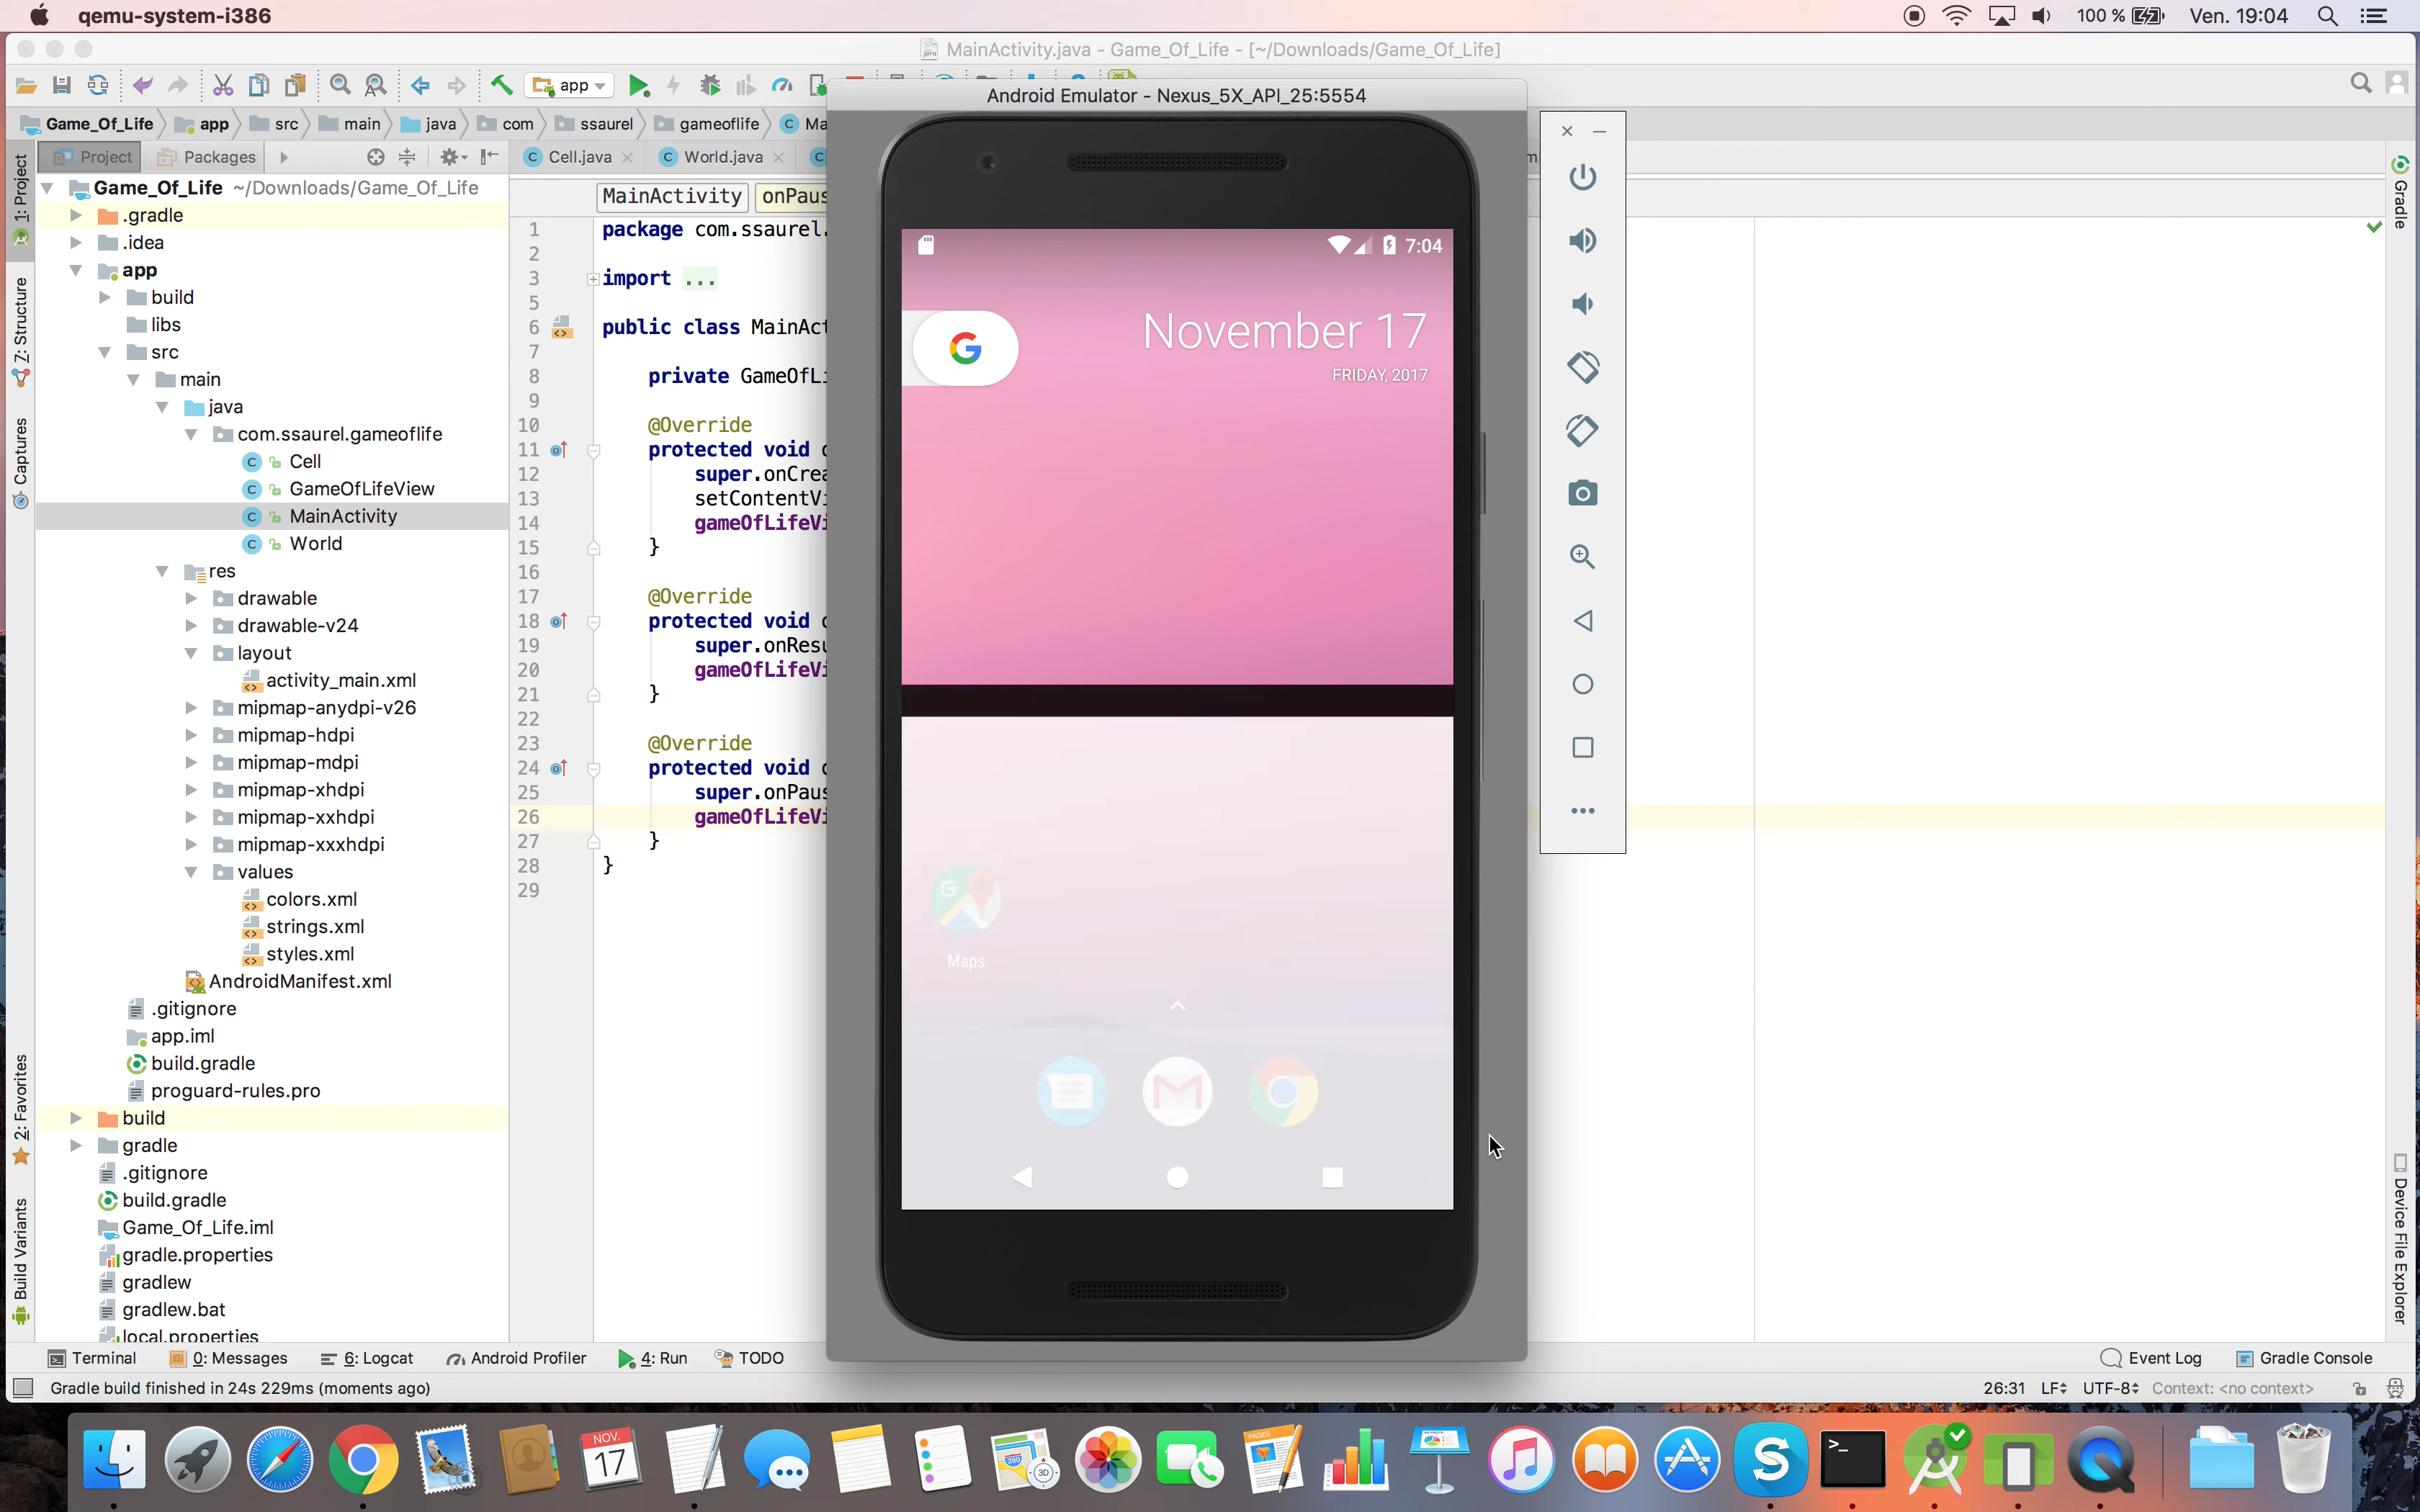 qemu-system-i386
100 %
Ven. 19:04
MainActivity.java - Game_Of_Life - [~/Downloads/Game_Of_Life]
app
Android Emulator - Nexus_5X_API_25:5554
Game_Of_Life
app
src
main
java
com
ssaurel
gameoflife
C Ma
Project
Packages
C Cell.java
C World.java
C
m
1: Project
7: Structure
Captures
2: Favorites
Build Variants
Gradle
Device File Explorer
Game_Of_Life ~/Downloads/Game_Of_Life
.gradle
.idea
app
build
libs
src
main
java
com.ssaurel.gameoflife
C Cell
C GameOfLifeView
C MainActivity
C World
res
drawable
drawable-v24
layout
activity_main.xml
mipmap-anydpi-v26
mipmap-hdpi
mipmap-mdpi
mipmap-xhdpi
mipmap-xxhdpi
mipmap-xxxhdpi
values
colors.xml
strings.xml
styles.xml
AndroidManifest.xml
.gitignore
app.iml
build.gradle
proguard-rules.pro
build
gradle
.gitignore
build.gradle
Game_Of_Life.iml
gradle.properties
gradlew
gradlew.bat
local.properties
MainActivity
onPaus
1 package com.ssaurel.
2
3 import ...
5
6 public class MainAct
7
8 private GameOfLi
9
10 @Override
11 protected void o
12 super.onCrea
13 setContentVi
14 gameOfLifeVi
15 }
16
17 @Override
18 protected void o
19 super.onResu
20 gameOfLifeVi
21 }
22
23 @Override
24 protected void o
25 super.onPaus
26 gameOfLifeVi
27 }
28 }
29
7:04
G
November 17
FRIDAY, 2017
Maps
Terminal
0: Messages
6: Logcat
Android Profiler
4: Run
TODO
Event Log
Gradle Console
Gradle build finished in 24s 229ms (moments ago)
26:31
LF
UTF-8
Context: <no context>
NOV.
17
280
3D
PAGES